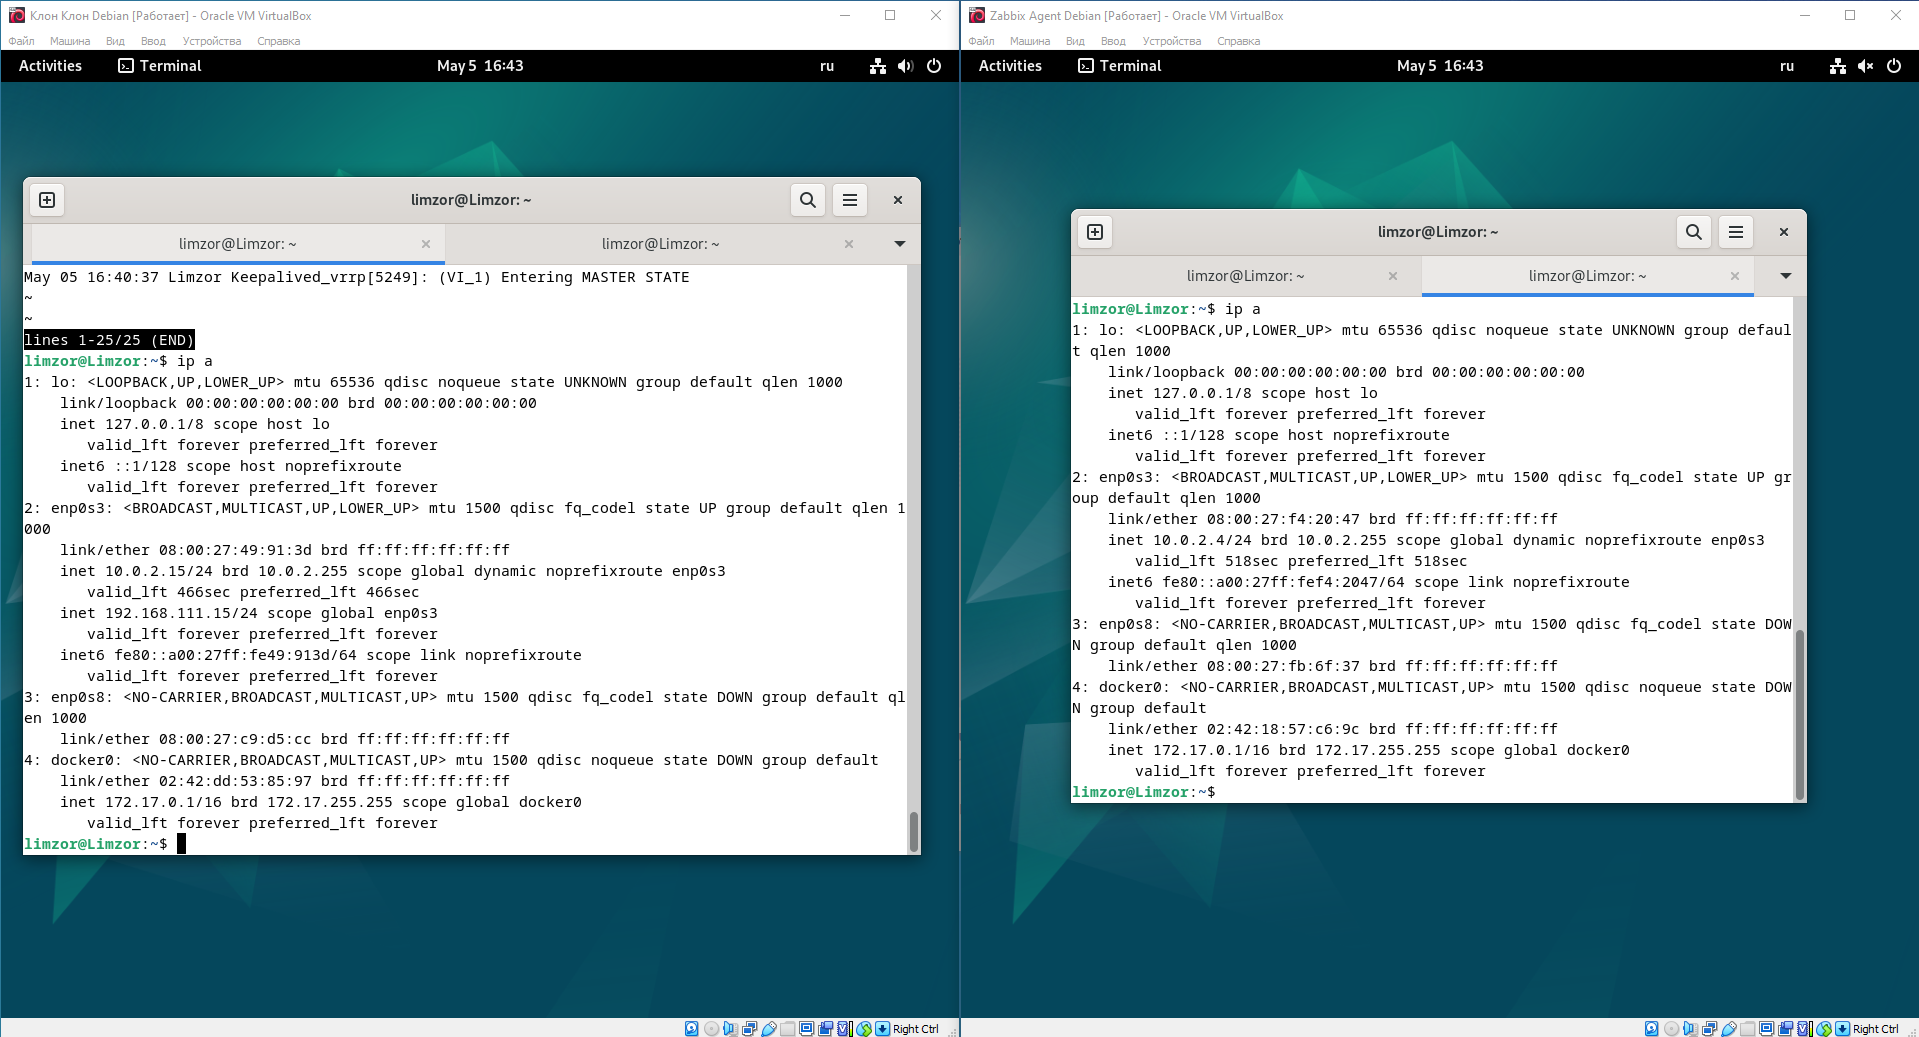 Клон Клон Debian [Работает] - Oracle VM VirtualBox
Файл Машина Вид Ввод Устройства Справка
Activities Terminal May 5 16:43 ru
limzor@Limzor: ~
limzor@Limzor: ~ limzor@Limzor: ~
May 05 16:40:37 Limzor Keepalived_vrrp[5249]: (VI_1) Entering MASTER STATE
~
~
lines 1-25/25 (END)
limzor@Limzor:~$ ip a
1: lo: <LOOPBACK,UP,LOWER_UP> mtu 65536 qdisc noqueue state UNKNOWN group default qlen 1000
link/loopback 00:00:00:00:00:00 brd 00:00:00:00:00:00
inet 127.0.0.1/8 scope host lo
valid_lft forever preferred_lft forever
inet6 ::1/128 scope host noprefixroute
valid_lft forever preferred_lft forever
2: enp0s3: <BROADCAST,MULTICAST,UP,LOWER_UP> mtu 1500 qdisc fq_codel state UP group default qlen 1
000
link/ether 08:00:27:49:91:3d brd ff:ff:ff:ff:ff:ff
inet 10.0.2.15/24 brd 10.0.2.255 scope global dynamic noprefixroute enp0s3
valid_lft 466sec preferred_lft 466sec
inet 192.168.111.15/24 scope global enp0s3
valid_lft forever preferred_lft forever
inet6 fe80::a00:27ff:fe49:913d/64 scope link noprefixroute
valid_lft forever preferred_lft forever
3: enp0s8: <NO-CARRIER,BROADCAST,MULTICAST,UP> mtu 1500 qdisc fq_codel state DOWN group default ql
en 1000
link/ether 08:00:27:c9:d5:cc brd ff:ff:ff:ff:ff:ff
4: docker0: <NO-CARRIER,BROADCAST,MULTICAST,UP> mtu 1500 qdisc noqueue state DOWN group default
link/ether 02:42:dd:53:85:97 brd ff:ff:ff:ff:ff:ff
inet 172.17.0.1/16 brd 172.17.255.255 scope global docker0
valid_lft forever preferred_lft forever
limzor@Limzor:~$
Right Ctrl
Zabbix Agent Debian [Работает] - Oracle VM VirtualBox
Файл Машина Вид Ввод Устройства Справка
Activities Terminal May 5 16:43 ru
limzor@Limzor: ~
limzor@Limzor: ~ limzor@Limzor: ~
limzor@Limzor:~$ ip a
1: lo: <LOOPBACK,UP,LOWER_UP> mtu 65536 qdisc noqueue state UNKNOWN group defaul
t qlen 1000
link/loopback 00:00:00:00:00:00 brd 00:00:00:00:00:00
inet 127.0.0.1/8 scope host lo
valid_lft forever preferred_lft forever
inet6 ::1/128 scope host noprefixroute
valid_lft forever preferred_lft forever
2: enp0s3: <BROADCAST,MULTICAST,UP,LOWER_UP> mtu 1500 qdisc fq_codel state UP gr
oup default qlen 1000
link/ether 08:00:27:f4:20:47 brd ff:ff:ff:ff:ff:ff
inet 10.0.2.4/24 brd 10.0.2.255 scope global dynamic noprefixroute enp0s3
valid_lft 518sec preferred_lft 518sec
inet6 fe80::a00:27ff:fef4:2047/64 scope link noprefixroute
valid_lft forever preferred_lft forever
3: enp0s8: <NO-CARRIER,BROADCAST,MULTICAST,UP> mtu 1500 qdisc fq_codel state DOW
N group default qlen 1000
link/ether 08:00:27:fb:6f:37 brd ff:ff:ff:ff:ff:ff
4: docker0: <NO-CARRIER,BROADCAST,MULTICAST,UP> mtu 1500 qdisc noqueue state DOW
N group default
link/ether 02:42:18:57:c6:9c brd ff:ff:ff:ff:ff:ff
inet 172.17.0.1/16 brd 172.17.255.255 scope global docker0
valid_lft forever preferred_lft forever
limzor@Limzor:~$
Right Ctrl